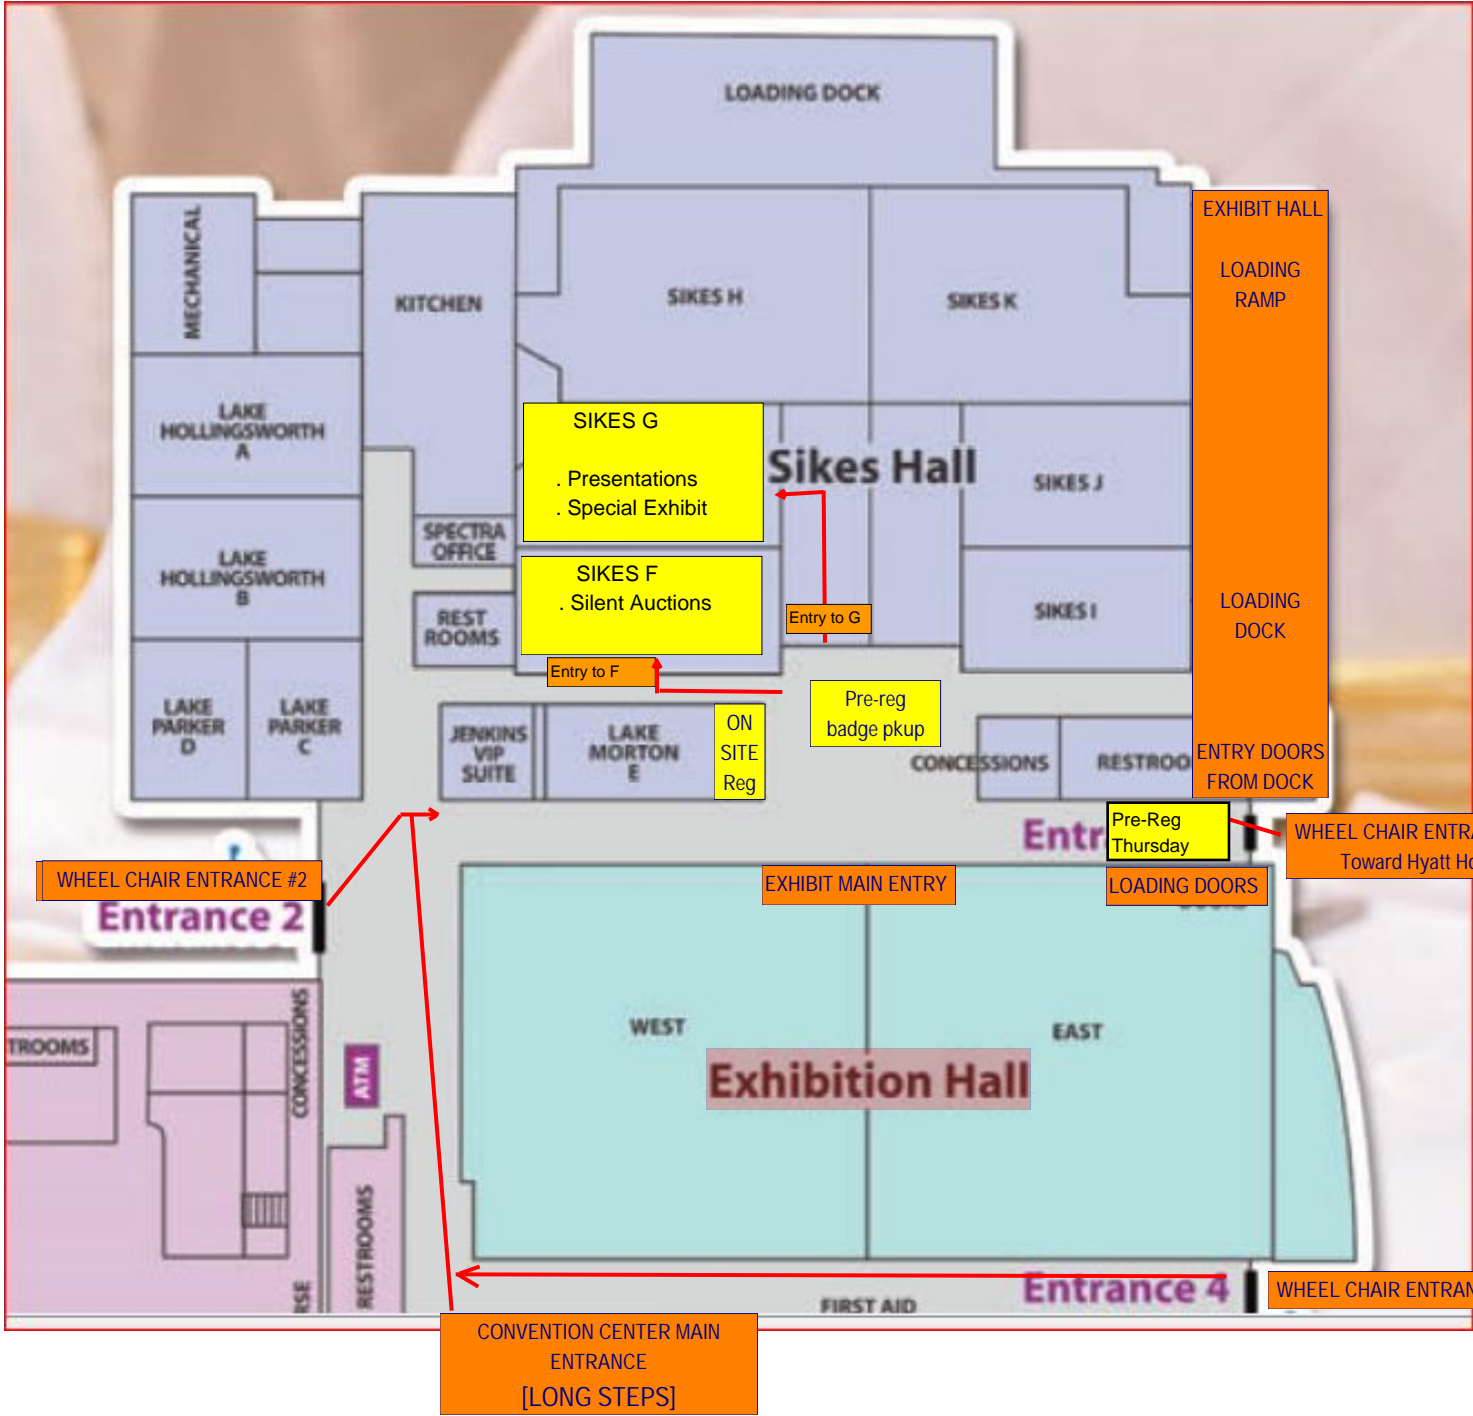 LOADING DOCK
EXHIBIT HALL
LOADING
RAMP
MECHANICAL
KITCHEN
SIKES H
SIKES K
LAKE
HOLLINGSWORTH
A
SIKES G
. Presentations
. Special Exhibit
Sikes Hall
SIKES J
SPECTRA
OFFICE
LAKE
HOLLINGSWORTH
B
SIKES F
. Silent Auctions
REST
ROOMS
Entry to G
SIKES I
LOADING
DOCK
Entry to F
LAKE
PARKER
D
LAKE
PARKER
C
JENKINS
VIP
SUITE
LAKE
MORTON
E
ON
SITE
Reg
Pre-reg
badge pkup
CONCESSIONS
RESTROO
ENTRY DOORS
FROM DOCK
Entr
Pre-Reg
Thursday
WHEEL CHAIR ENTRA
Toward Hyatt Ho
WHEEL CHAIR ENTRANCE #2
Entrance 2
EXHIBIT MAIN ENTRY
LOADING DOORS
TROOMS
CONCESSIONS
ATM
WEST
EAST
Exhibition Hall
RESTROOMS
RSE
Entrance 4
FIRST AID
WHEEL CHAIR ENTRAN
CONVENTION CENTER MAIN
ENTRANCE
[LONG STEPS]